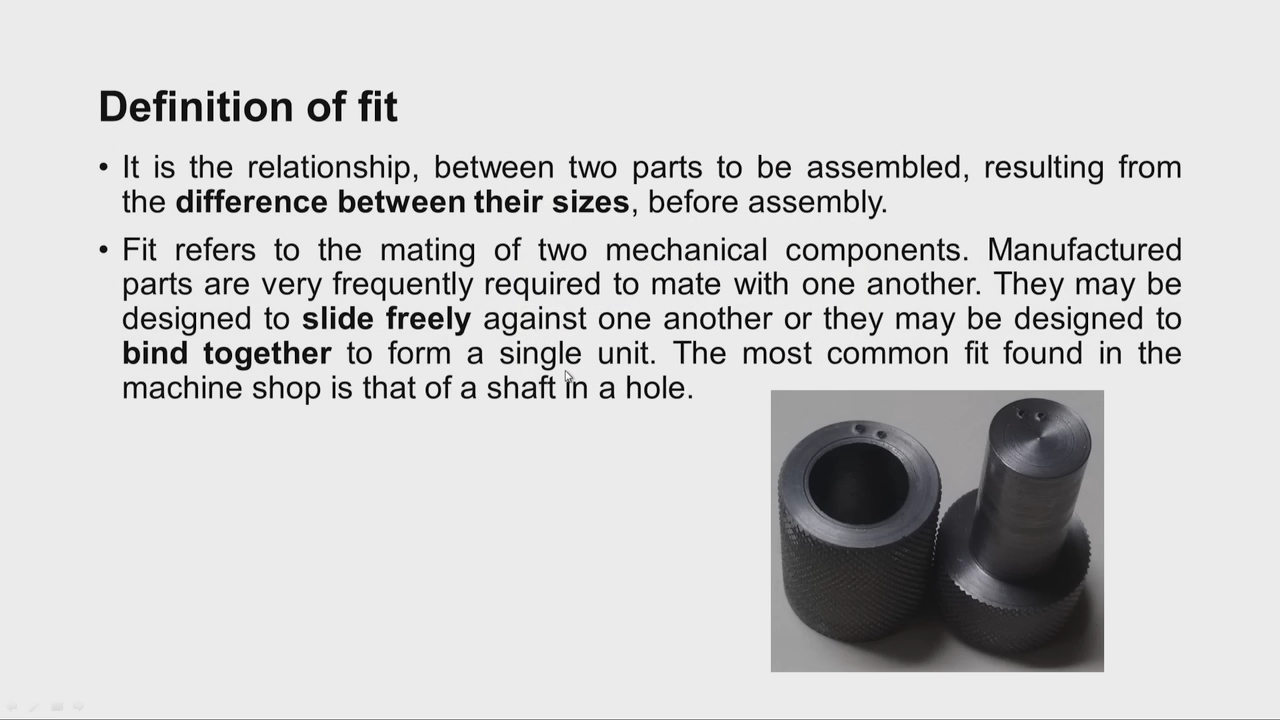 Definition of fit
• It is the relationship, between two parts to be assembled, resulting from
the difference between their sizes, before assembly.
• Fit refers to the mating of two mechanical components. Manufactured
parts are very frequently required to mate with one another. They may be
designed to slide freely against one another or they may be designed to
bind together to form a single unit. The most common fit found in the
machine shop is that of a shaft in a hole.